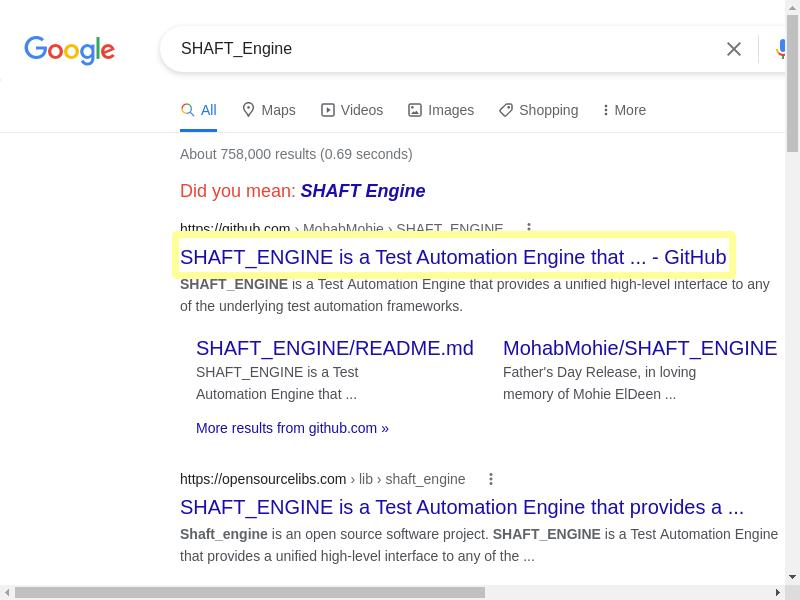 Google
SHAFT_Engine
All Maps Videos Images Shopping More
About 758,000 results (0.69 seconds)
Did you mean: SHAFT Engine
https://github.com › MohabMohie › SHAFT_ENGINE
SHAFT_ENGINE is a Test Automation Engine that ... - GitHub
SHAFT_ENGINE is a Test Automation Engine that provides a unified high-level interface to any
of the underlying test automation frameworks.
SHAFT_ENGINE/README.md
SHAFT_ENGINE is a Test
Automation Engine that ...
MohabMohie/SHAFT_ENGINE
Father's Day Release, in loving
memory of Mohie ElDeen ...
More results from github.com »
https://opensourcelibs.com › lib › shaft_engine
SHAFT_ENGINE is a Test Automation Engine that provides a ...
Shaft_engine is an open source software project. SHAFT_ENGINE is a Test Automation Engine
that provides a unified high-level interface to any of the ...